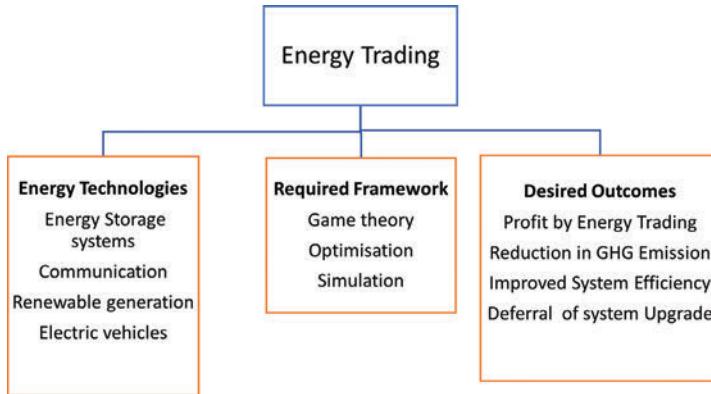 Energy Trading
Energy Technologies
Energy Storage
systems
Communication
Renewable generation
Electric vehicles
Required Framework
Game theory
Optimisation
Simulation
Desired Outcomes
Profit by Energy Trading
Reduction in GHG Emission
Improved System Efficiency
Deferral of system Upgrade